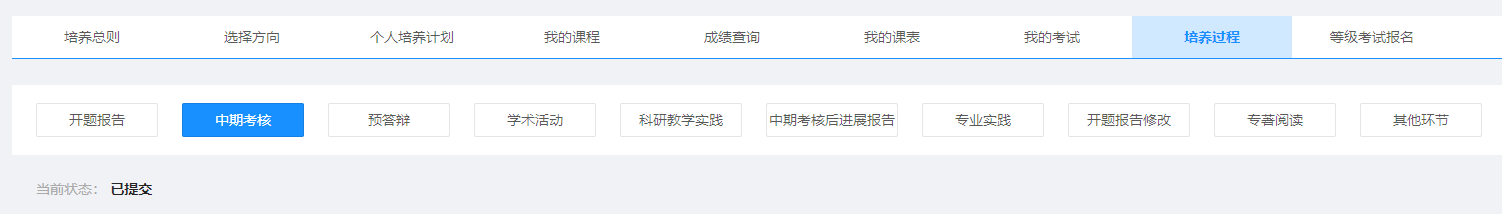 培养总则 选择方向 个人培养计划 我的课程 成绩查询 我的课表 我的考试 培养过程 等级考试报名
开题报告 中期考核 预答辩 学术活动 科研教学实践 中期考核后进展报告 专业实践 开题报告修改 专著阅读 其他环节
当前状态： 已提交